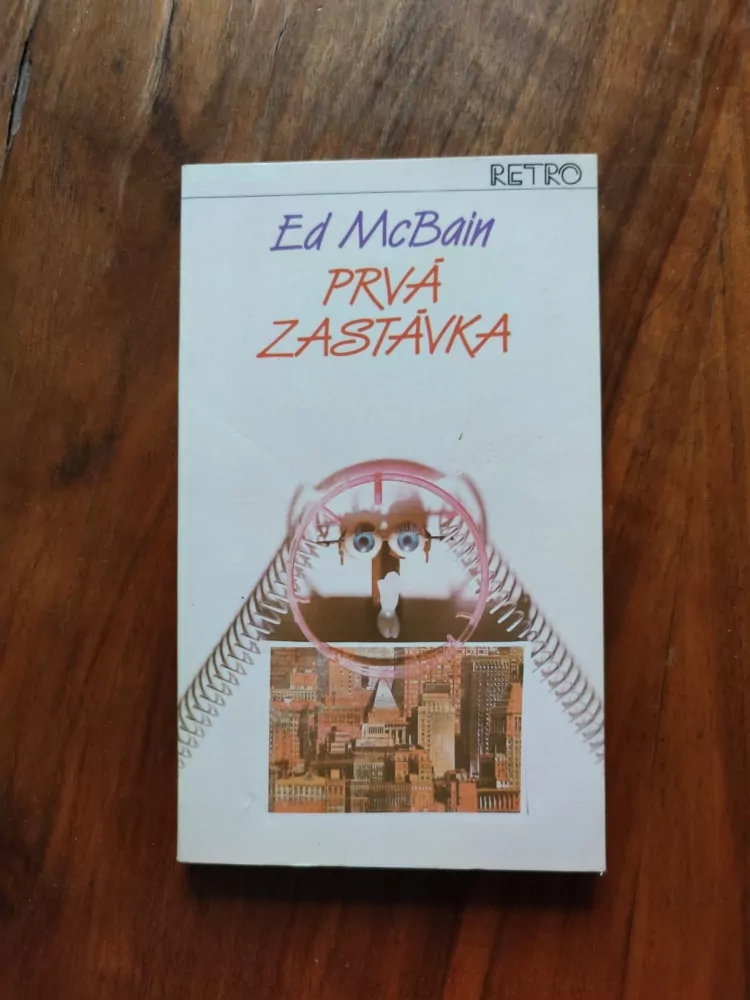 RETRO
Ed McBain
PRVÁ
ZASTÁVKA